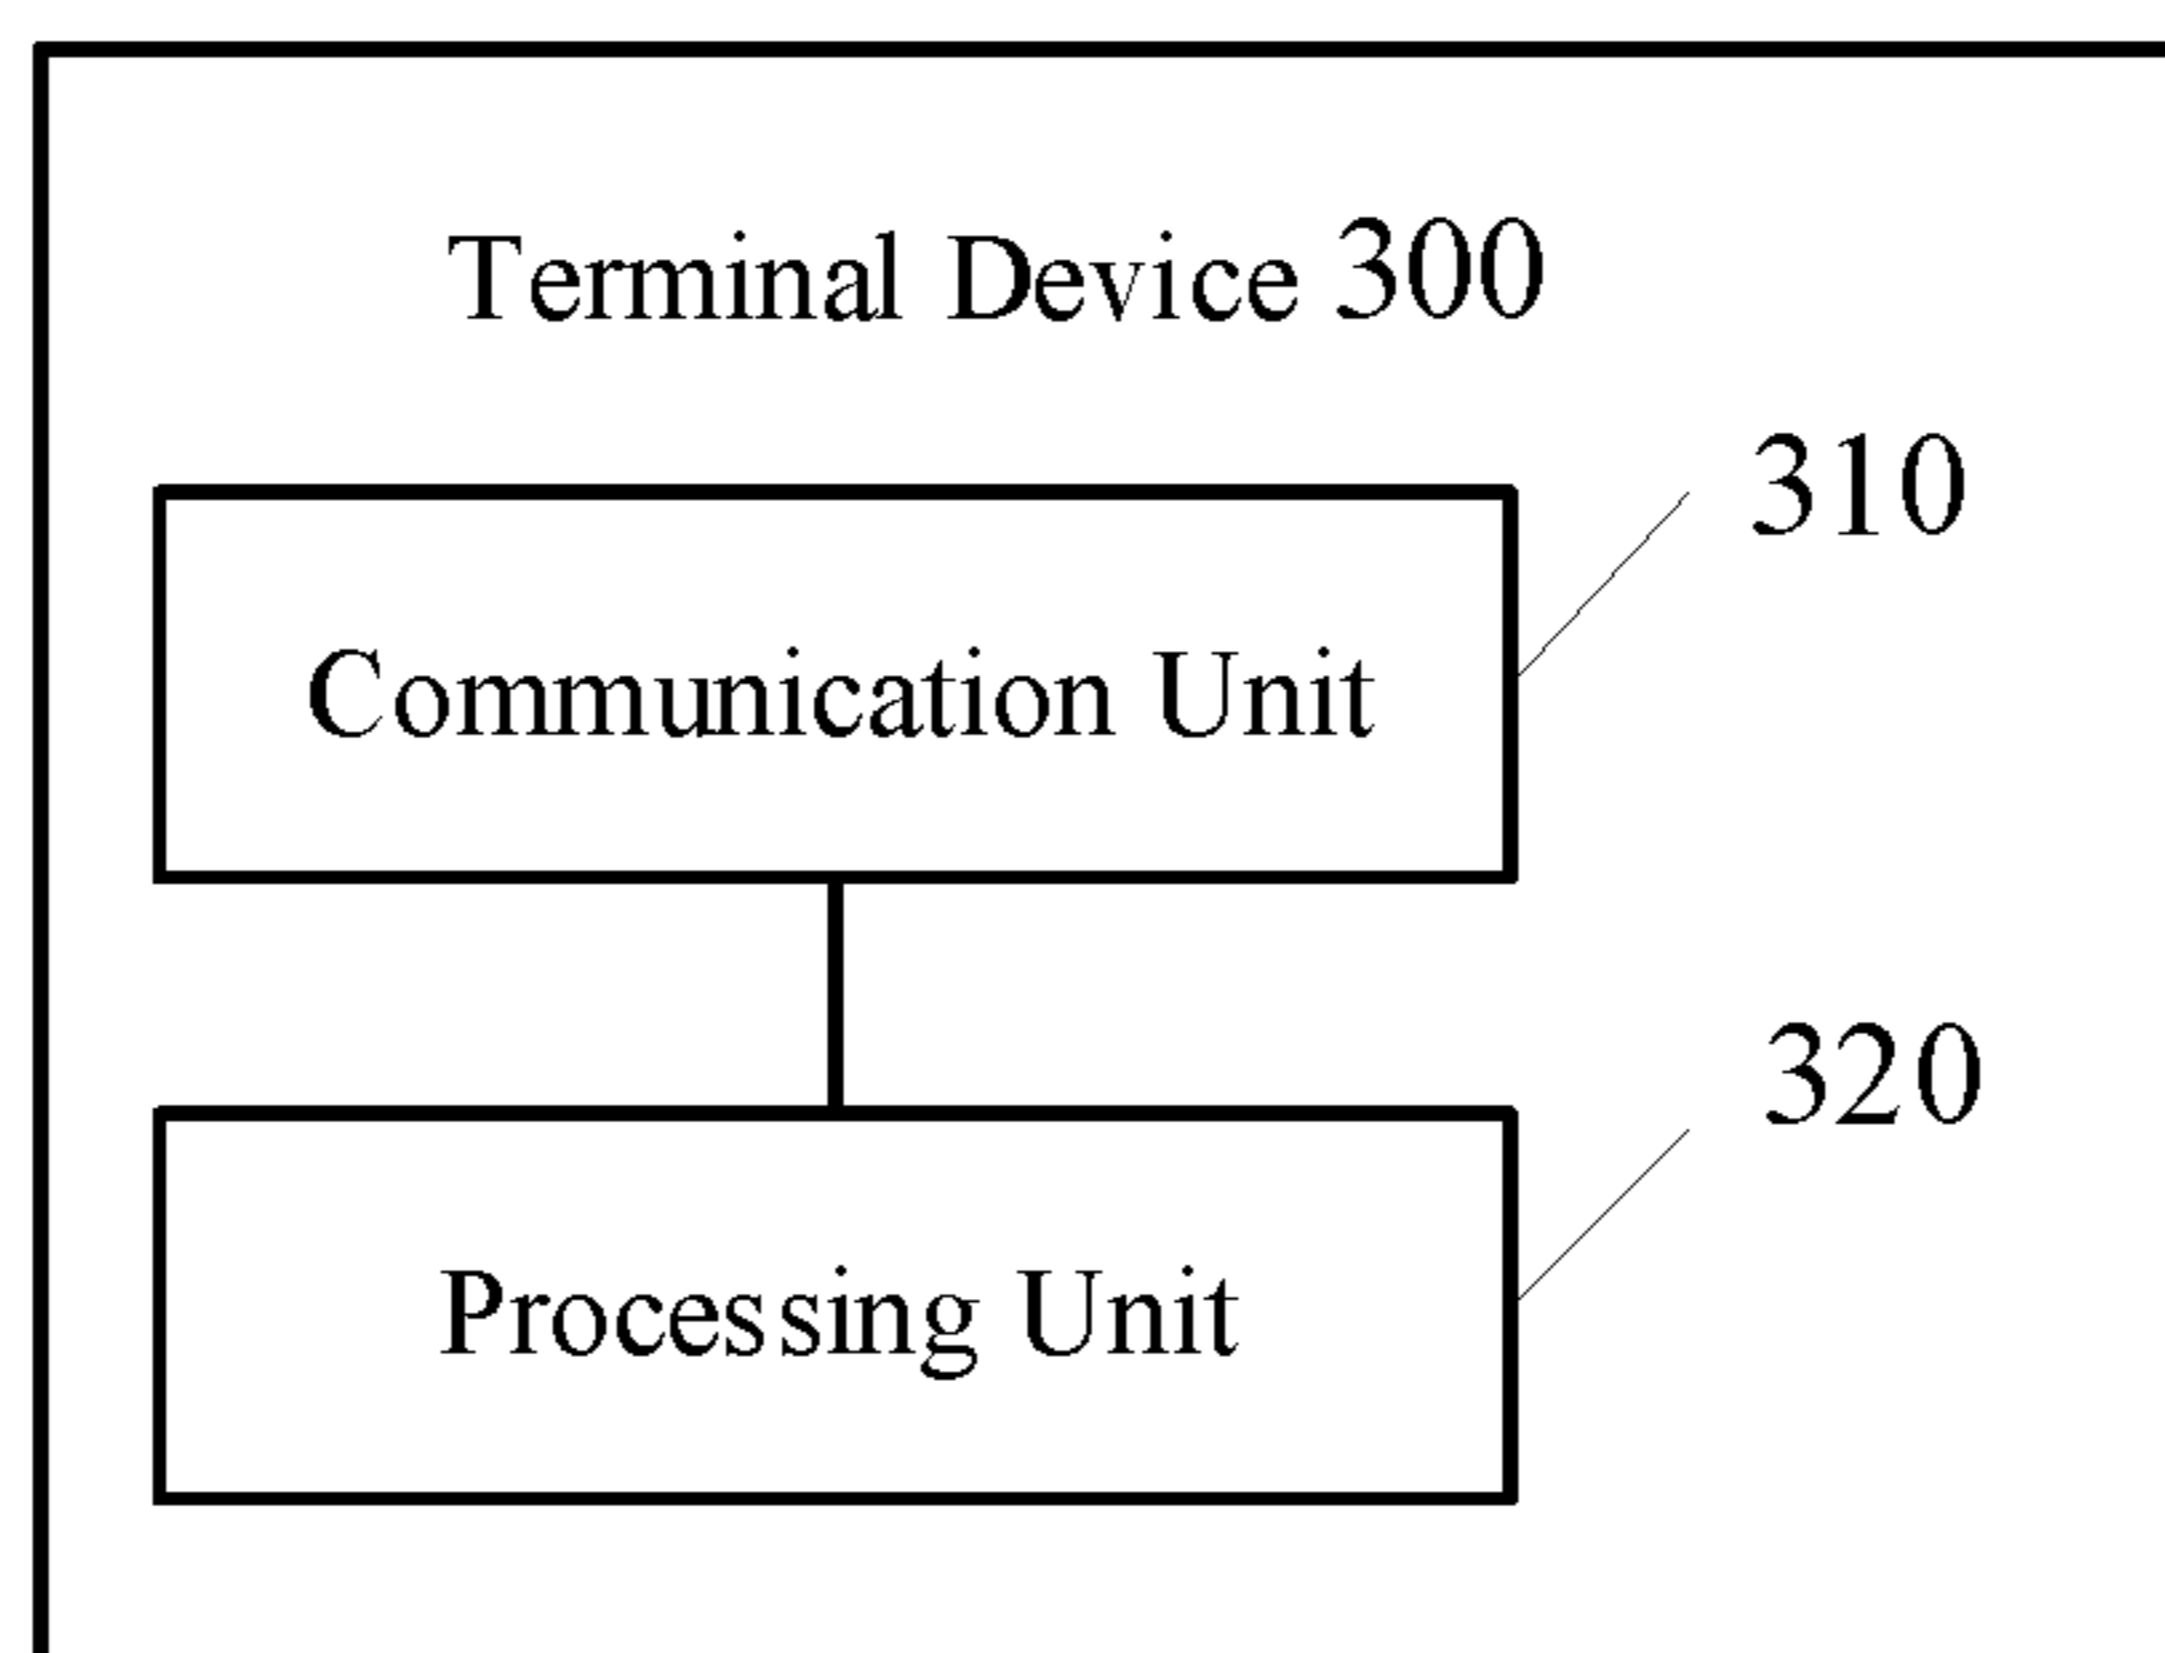 Terminal Device 300
310
Communication Unit
320
Processing Unit